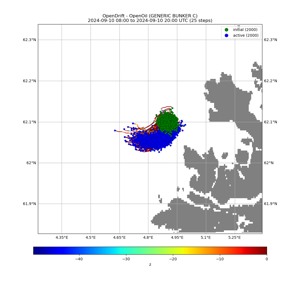 OpenDrift - OpenOil (GENERIC BUNKER C)
2024-09-10 08:00 to 2024-09-10 20:00 UTC (25 steps)
initial (2000)
active (2000)
62.3°N 62.3°N
62.2°N 62.2°N
62.1°N 62.1°N
62°N 62°N
61.9°N 61.9°N
4.35°E 4.5°E 4.65°E 4.8°E 4.95°E 5.1°E 5.25°E
−40 −30 −20 −10 0
z